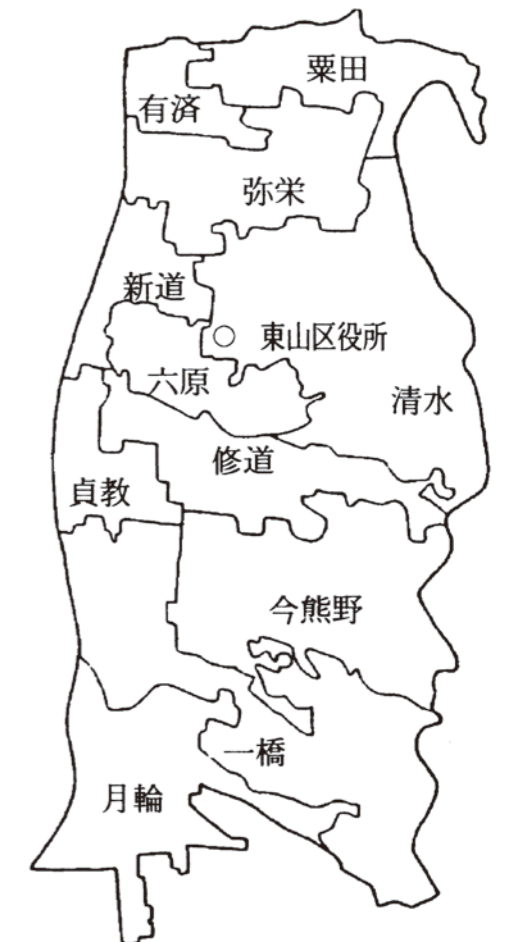 粟田
有済
弥栄
新道
東山区役所
六原
清水
修道
貞教
今熊野
一橋
月輪